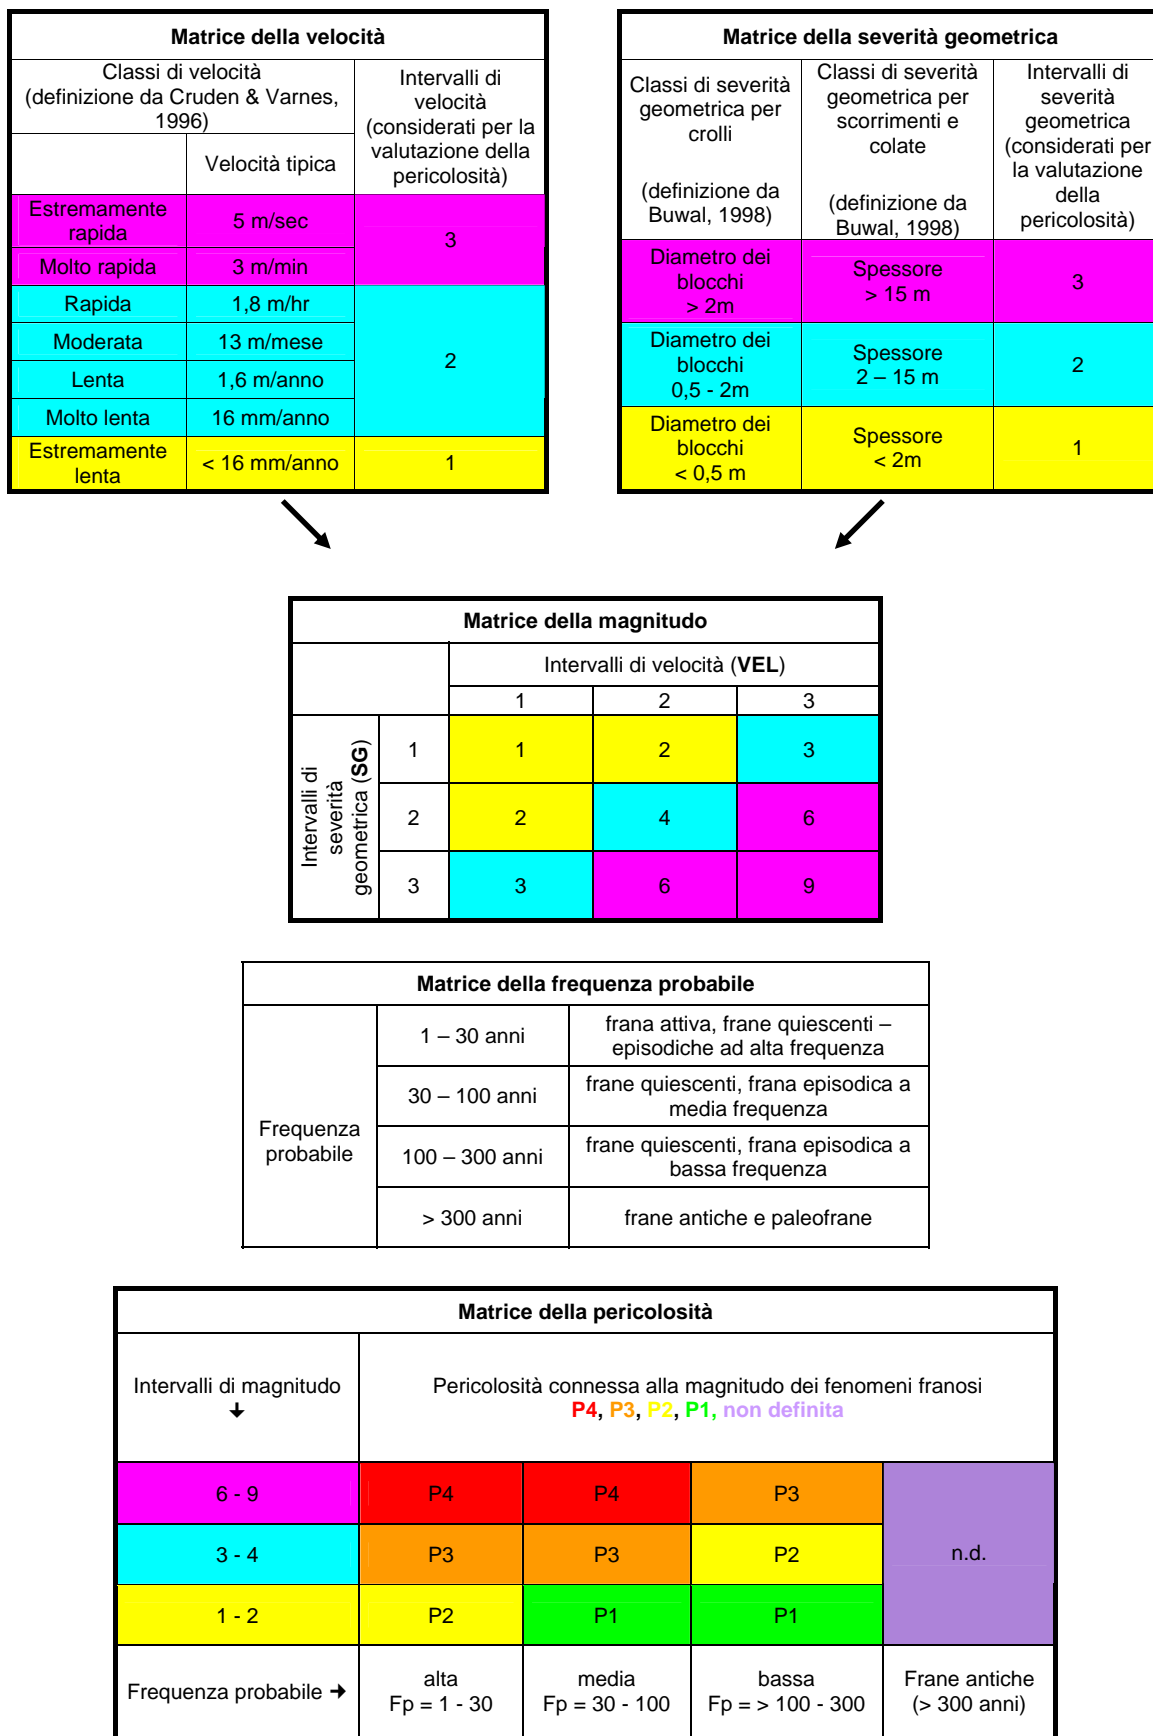 Matrice della velocità
Classi di velocità
(definizione da Cruden & Varnes,
1996)
Intervalli di
velocità
(considerati per la
valutazione della
pericolosità)
Velocità tipica
Estremamente
rapida
5 m/sec
3
Molto rapida
3 m/min
Rapida
1,8 m/hr
2
Moderata
13 m/mese
Lenta
1,6 m/anno
Molto lenta
16 mm/anno
Estremamente
lenta
< 16 mm/anno
1
Matrice della severità geometrica
Classi di severità
geometrica per
crolli
(definizione da
Buwal, 1998)
Classi di severità
geometrica per
scorrimenti e
colate
(definizione da
Buwal, 1998)
Intervalli di
severità
geometrica
(considerati per
la valutazione
della
pericolosità)
Diametro dei
blocchi
> 2m
Spessore
> 15 m
3
Diametro dei
blocchi
0,5 - 2m
Spessore
2 – 15 m
2
Diametro dei
blocchi
< 0,5 m
Spessore
< 2m
1
Matrice della magnitudo
Intervalli di velocità (VEL)
1 2 3
Intervalli di
severità
geometrica (SG)
1 1 2 3
2 2 4 6
3 3 6 9
Matrice della frequenza probabile
Frequenza
probabile
1 – 30 anni
frana attiva, frane quiescenti –
episodiche ad alta frequenza
30 – 100 anni
frane quiescenti, frana episodica a
media frequenza
100 – 300 anni
frane quiescenti, frana episodica a
bassa frequenza
> 300 anni
frane antiche e paleofrane
Matrice della pericolosità
Intervalli di magnitudo
Pericolosità connessa alla magnitudo dei fenomeni franosi
P4, P3, P2, P1, non definita
6 - 9 P4 P4 P3
n.d.
3 - 4 P3 P3 P2
1 - 2 P2 P1 P1
Frequenza probabile
alta
Fp = 1 - 30
media
Fp = 30 - 100
bassa
Fp = > 100 - 300
Frane antiche
(> 300 anni)